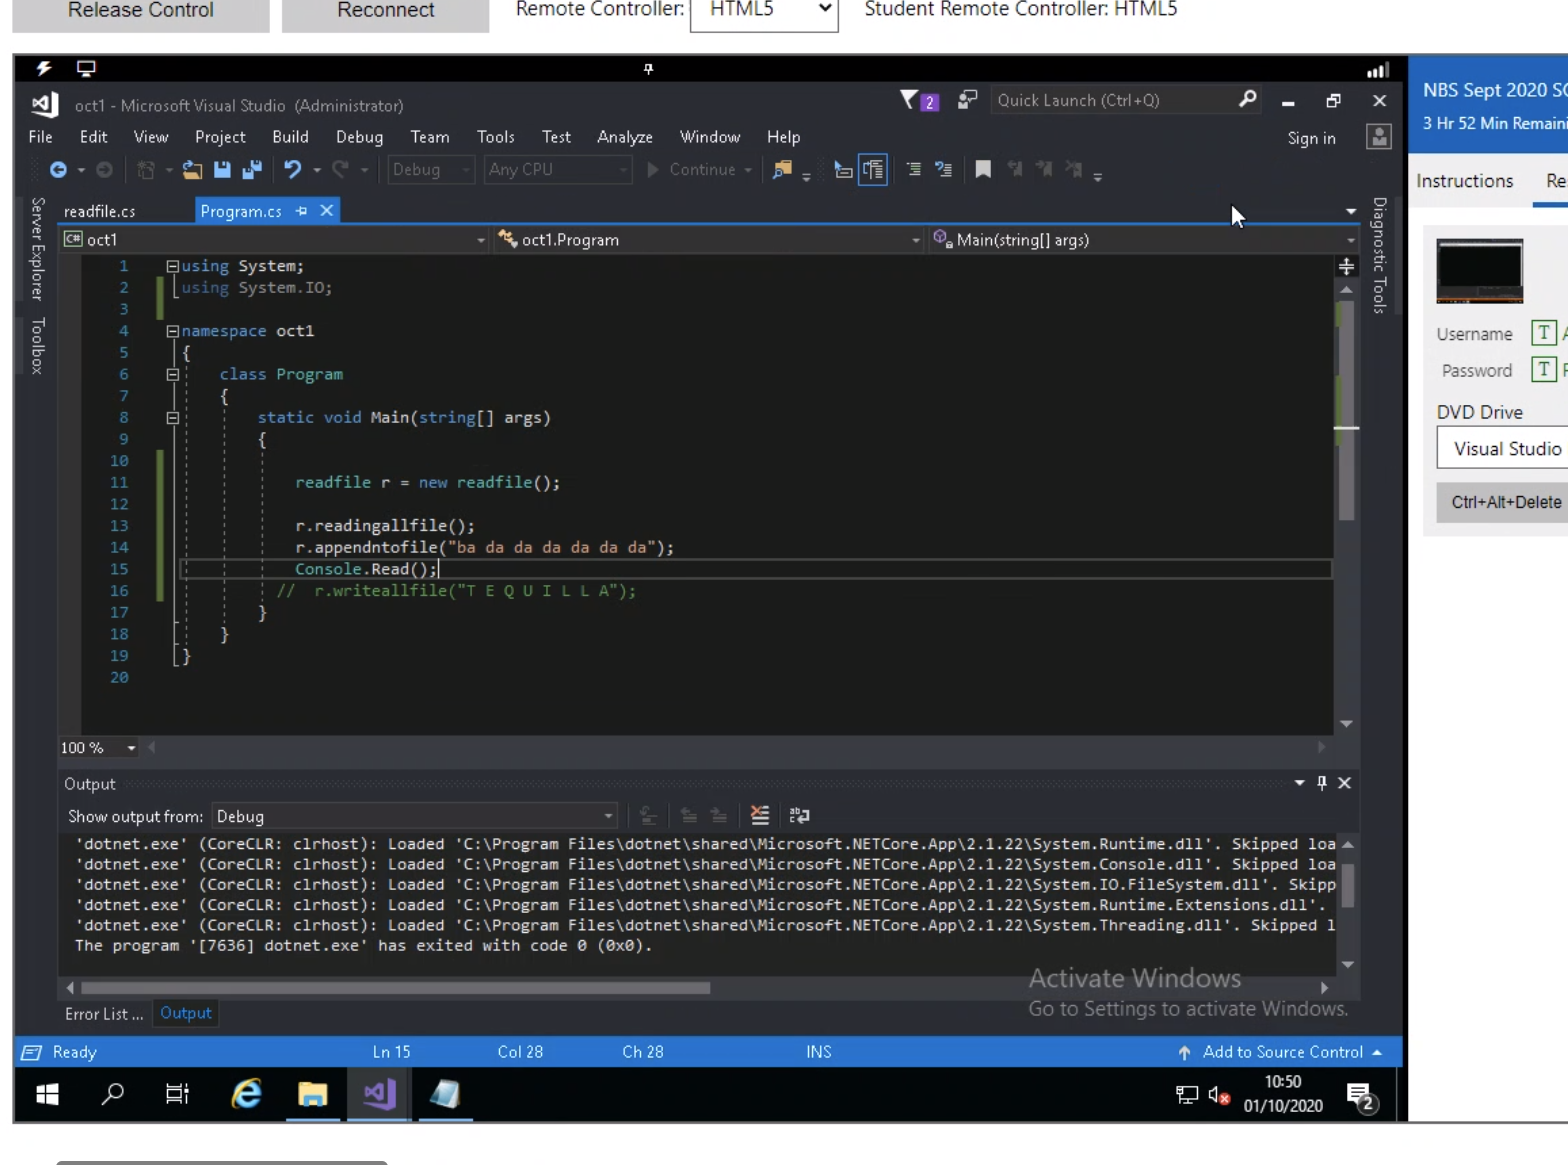 Release Control Reconnect Remote Controller: HTML5 Student Remote Controller: HTML5
oct1 - Microsoft Visual Studio (Administrator) 2 Quick Launch (Ctrl+Q)
File Edit View Project Build Debug Team Tools Test Analyze Window Help Sign in
Debug Any CPU Continue
readfile.cs Program.cs
C# oct1 oct1.Program Main(string[] args)
Server Explorer
Toolbox
Diagnostic Tools
1 using System;
2 using System.IO;
3
4 namespace oct1
5 {
6 class Program
7 {
8 static void Main(string[] args)
9 {
10
11 readfile r = new readfile();
12
13 r.readingallfile();
14 r.appendntofile("ba da da da da da da");
15 Console.Read();
16 // r.writeallfile("T E Q U I L L A");
17 }
18 }
19 }
20
100 %
Output
Show output from: Debug
'dotnet.exe' (CoreCLR: clrhost): Loaded 'C:\Program Files\dotnet\shared\Microsoft.NETCore.App\2.1.22\System.Runtime.dll'. Skipped loa
'dotnet.exe' (CoreCLR: clrhost): Loaded 'C:\Program Files\dotnet\shared\Microsoft.NETCore.App\2.1.22\System.Console.dll'. Skipped loa
'dotnet.exe' (CoreCLR: clrhost): Loaded 'C:\Program Files\dotnet\shared\Microsoft.NETCore.App\2.1.22\System.IO.FileSystem.dll'. Skipp
'dotnet.exe' (CoreCLR: clrhost): Loaded 'C:\Program Files\dotnet\shared\Microsoft.NETCore.App\2.1.22\System.Runtime.Extensions.dll'.
'dotnet.exe' (CoreCLR: clrhost): Loaded 'C:\Program Files\dotnet\shared\Microsoft.NETCore.App\2.1.22\System.Threading.dll'. Skipped l
The program '[7636] dotnet.exe' has exited with code 0 (0x0).
Activate Windows
Go to Settings to activate Windows.
Error List ... Output
Ready Ln 15 Col 28 Ch 28 INS Add to Source Control
10:50
01/10/2020
2
NBS Sept 2020 SO
3 Hr 52 Min Remaini
Instructions Re
Username T A
Password T P
DVD Drive
Visual Studio
Ctrl+Alt+Delete